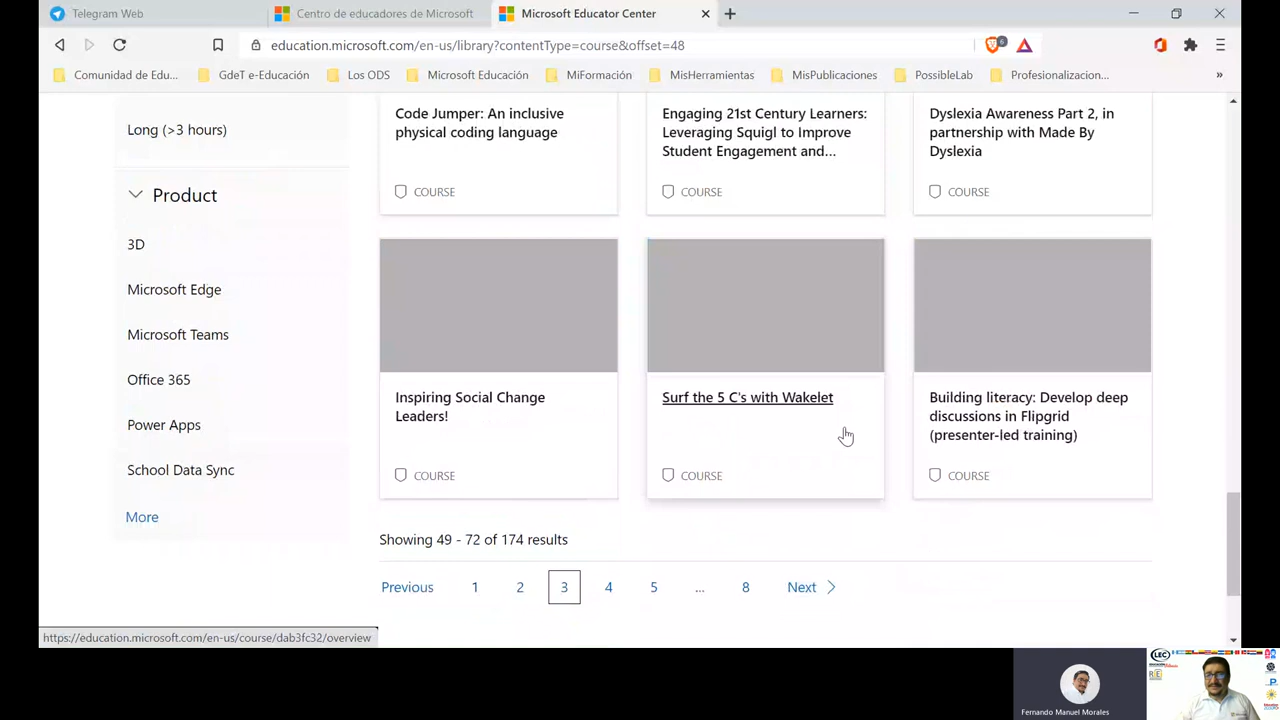 Telegram Web
Centro de educadores de Microsoft
Microsoft Educator Center
education.microsoft.com/en-us/library?contentType=course&offset=48
6
Comunidad de Edu...
GdeT e-Educación
Los ODS
Microsoft Educación
MiFormación
MisHerramientas
MisPublicaciones
PossibleLab
Profesionalizacion...
»
Long (>3 hours)
Product
3D
Microsoft Edge
Microsoft Teams
Office 365
Power Apps
School Data Sync
More
Code Jumper: An inclusive
physical coding language
COURSE
Engaging 21st Century Learners:
Leveraging Squigl to Improve
Student Engagement and...
COURSE
Dyslexia Awareness Part 2, in
partnership with Made By
Dyslexia
COURSE
Inspiring Social Change
Leaders!
COURSE
Surf the 5 C's with Wakelet
COURSE
Building literacy: Develop deep
discussions in Flipgrid
(presenter-led training)
COURSE
Showing 49 - 72 of 174 results
Previous 1 2 3 4 5 ... 8 Next
https://education.microsoft.com/en-us/course/dab3fc32/overview
Fernando Manuel Morales
LEC